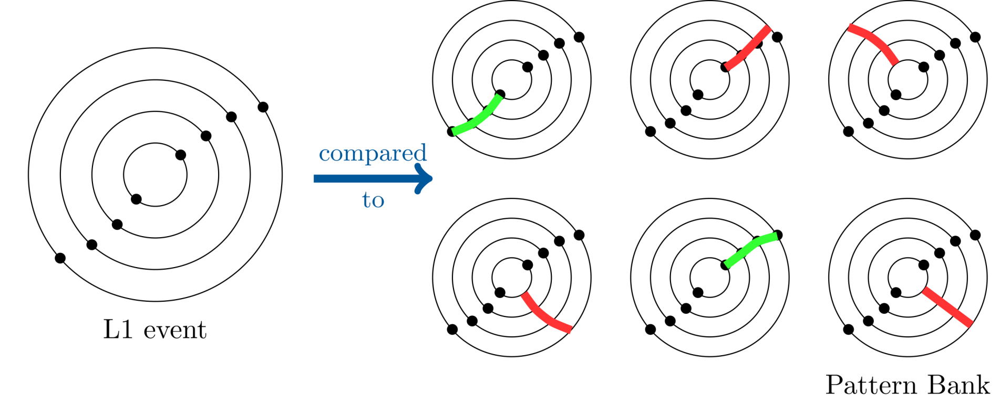 compared
to
L1 event
Pattern Bank